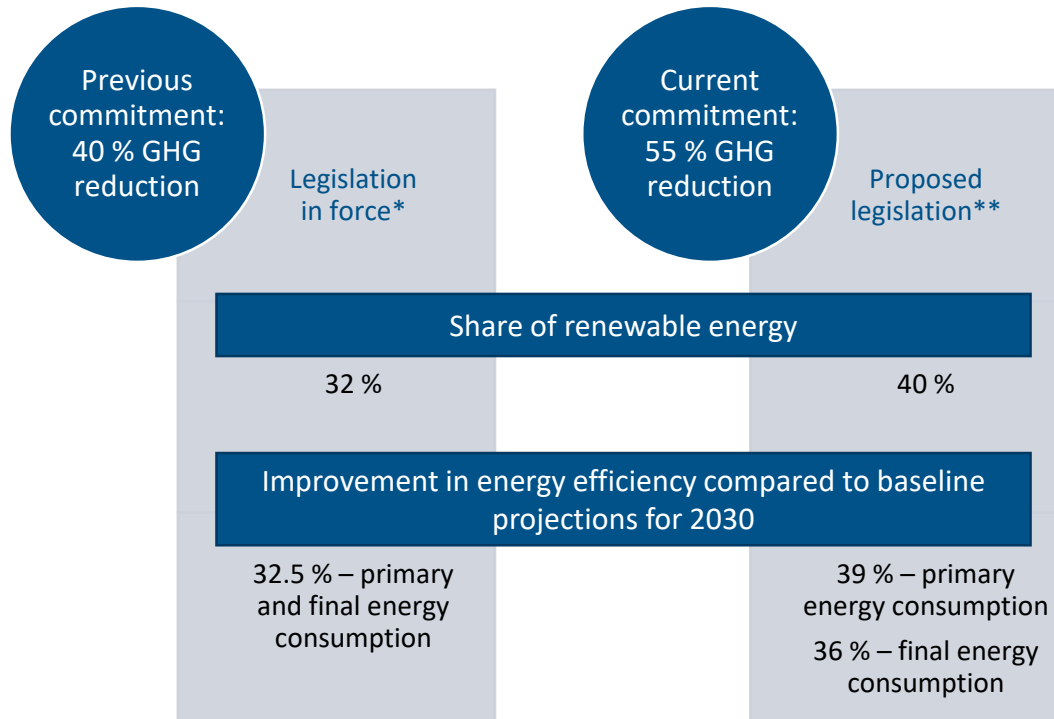 Previous
commitment:
40 % GHG
reduction
Legislation
in force*
Current
commitment:
55 % GHG
reduction
Proposed
legislation**
Share of renewable energy
32 %
40 %
Improvement in energy efficiency compared to baseline
projections for 2030
32.5 % – primary
and final energy
consumption
39 % – primary
energy consumption
36 % – final energy
consumption